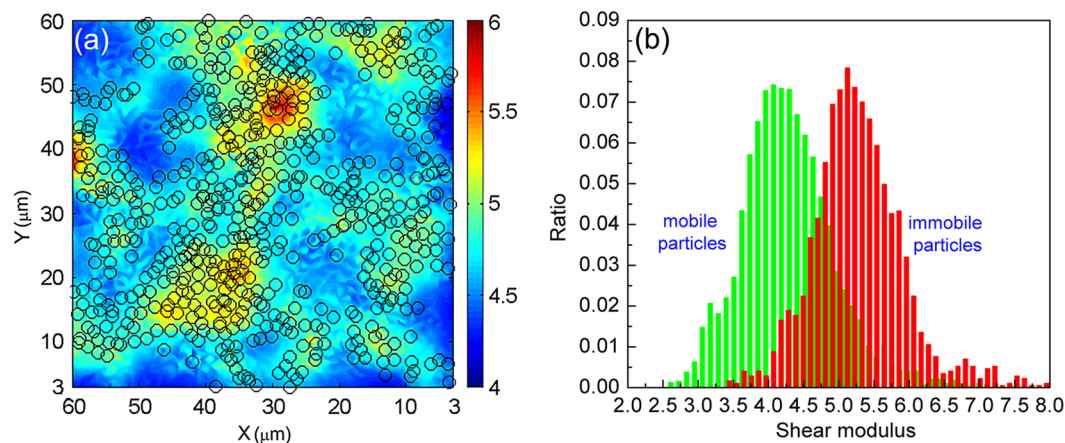 (a)
60
50
40
30
20
10
3
Y (μm)
60 50 40 30 20 10 3
X (μm)
6
5.5
5
4.5
4
(b)
0.09
0.08
0.07
0.06
0.05
0.04
0.03
0.02
0.01
0.00
Ratio
mobile
particles
immobile
particles
2.0 2.5 3.0 3.5 4.0 4.5 5.0 5.5 6.0 6.5 7.0 7.5 8.0
Shear modulus